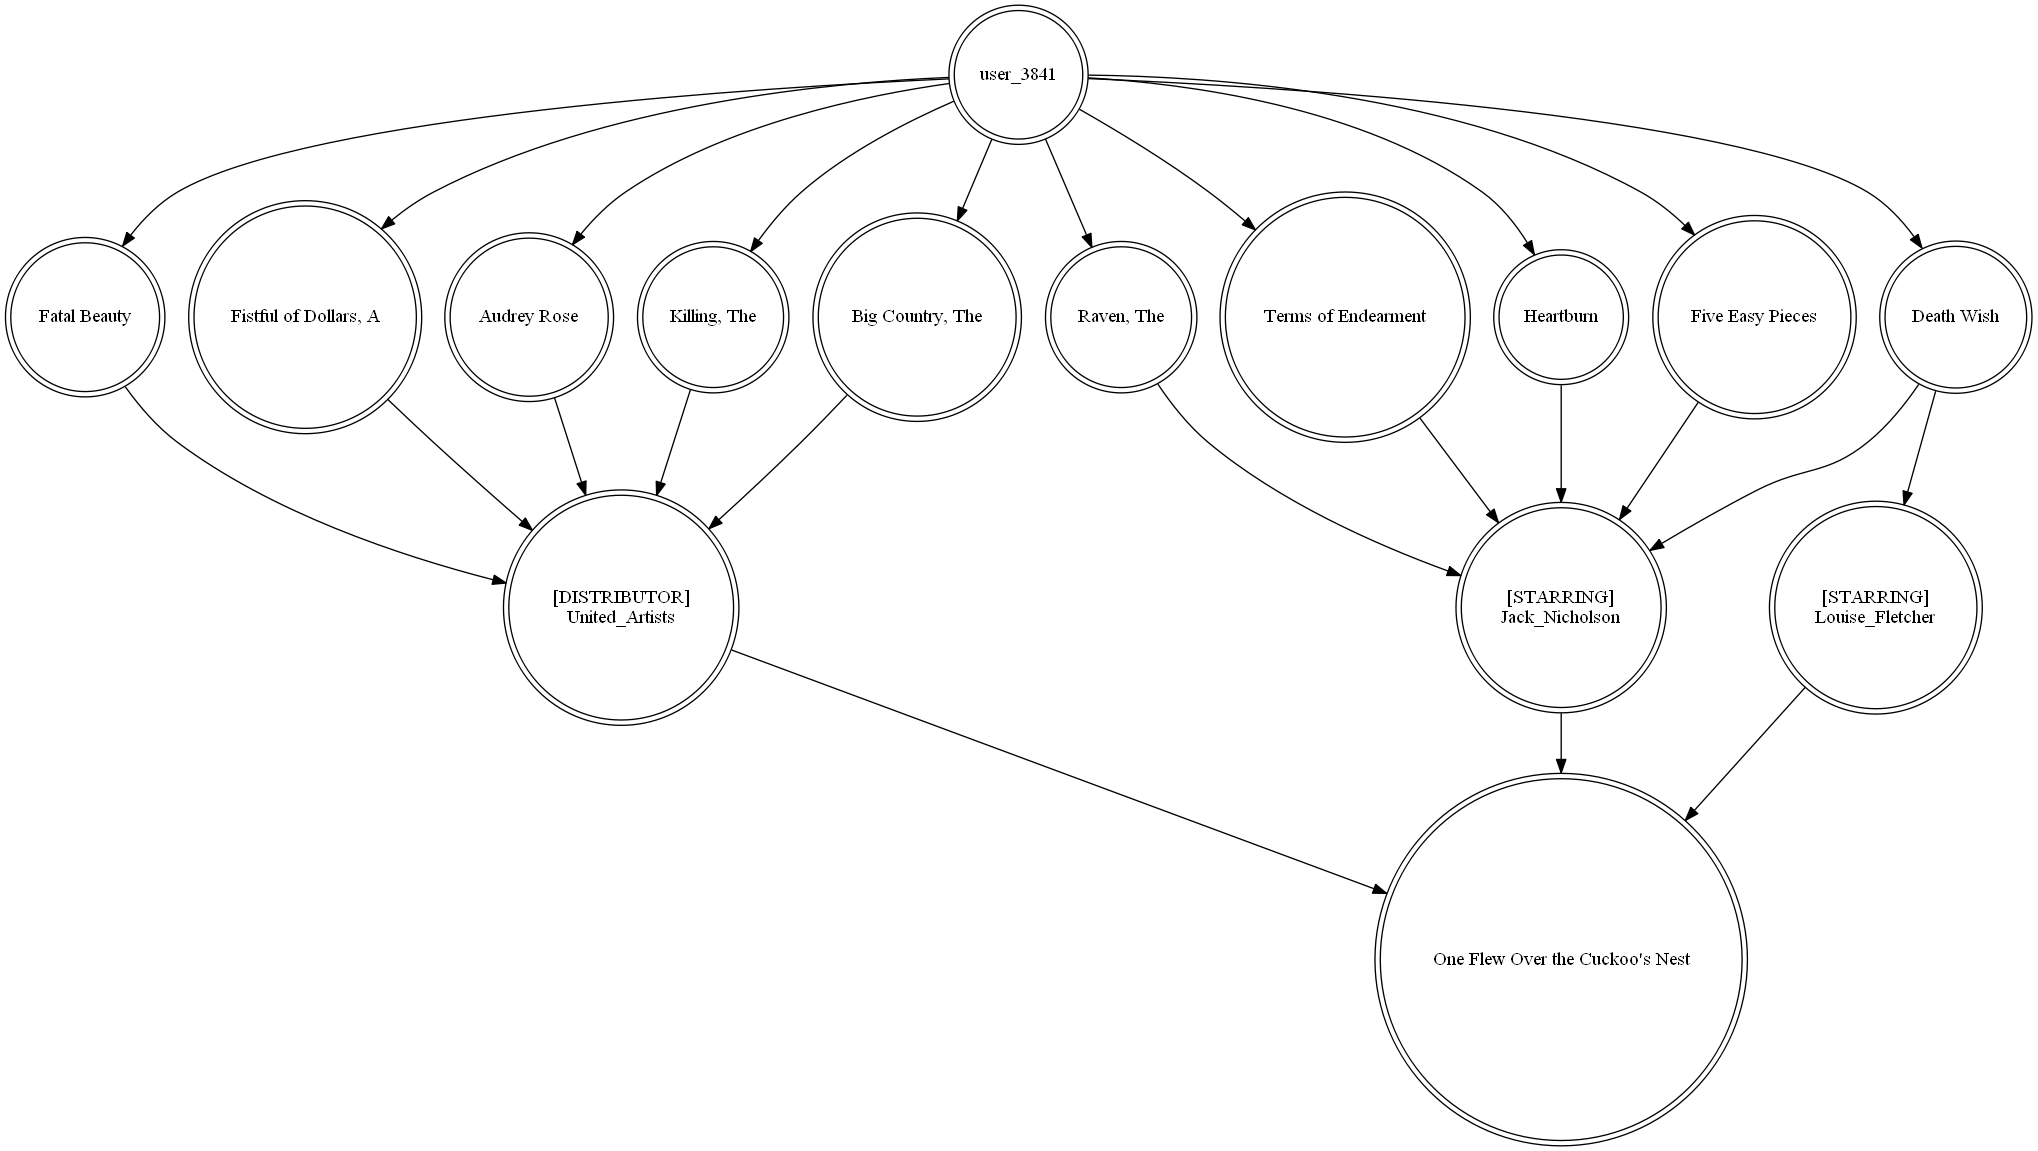 user_3841
Fatal Beauty
Fistful of Dollars, A
Audrey Rose
Killing, The
Big Country, The
Raven, The
Terms of Endearment
Heartburn
Five Easy Pieces
Death Wish
[DISTRIBUTOR]
United_Artists
[STARRING]
Jack_Nicholson
[STARRING]
Louise_Fletcher
One Flew Over the Cuckoo's Nest